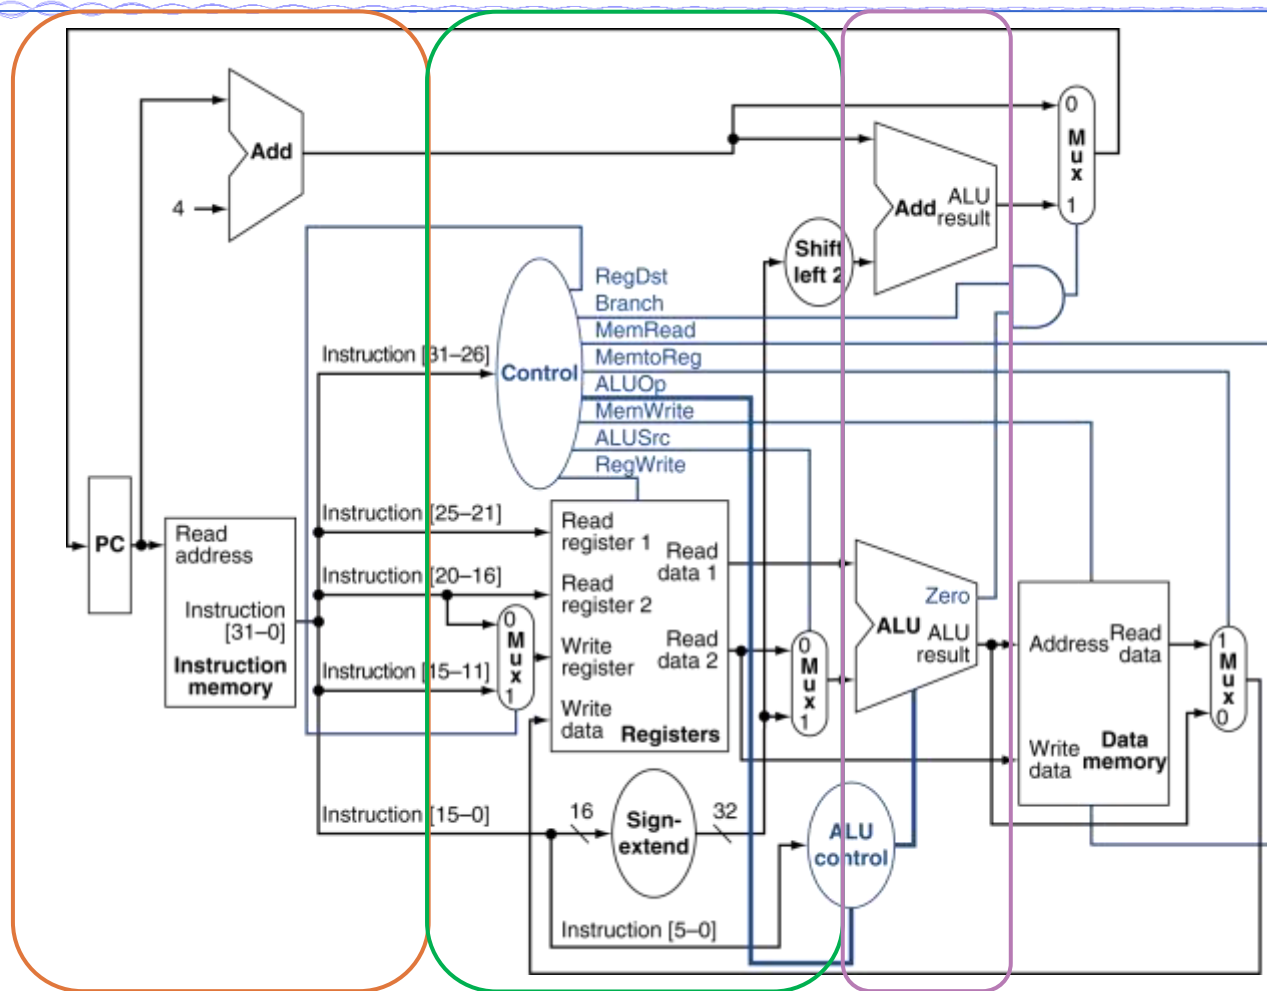 Add
4
PC
Read
address
Instruction
[31–0]
Instruction
memory
Instruction [31–26]
Instruction [25–21]
Instruction [20–16]
Instruction [15–11]
Instruction [15–0]
Instruction [5–0]
Control
RegDst
Branch
MemRead
MemtoReg
ALUOp
MemWrite
ALUSrc
RegWrite
0
M
u
x
1
Read
register 1
Read
register 2
Write
register
Write
data
Read
data 1
Read
data 2
Registers
16
Sign-
extend
32
Shift
left 2
Add
ALU
result
0
M
u
x
1
0
M
u
x
1
Zero
ALU
ALU
result
ALU
control
Address
Read
data
Write
data
Data
memory
1
M
u
x
0